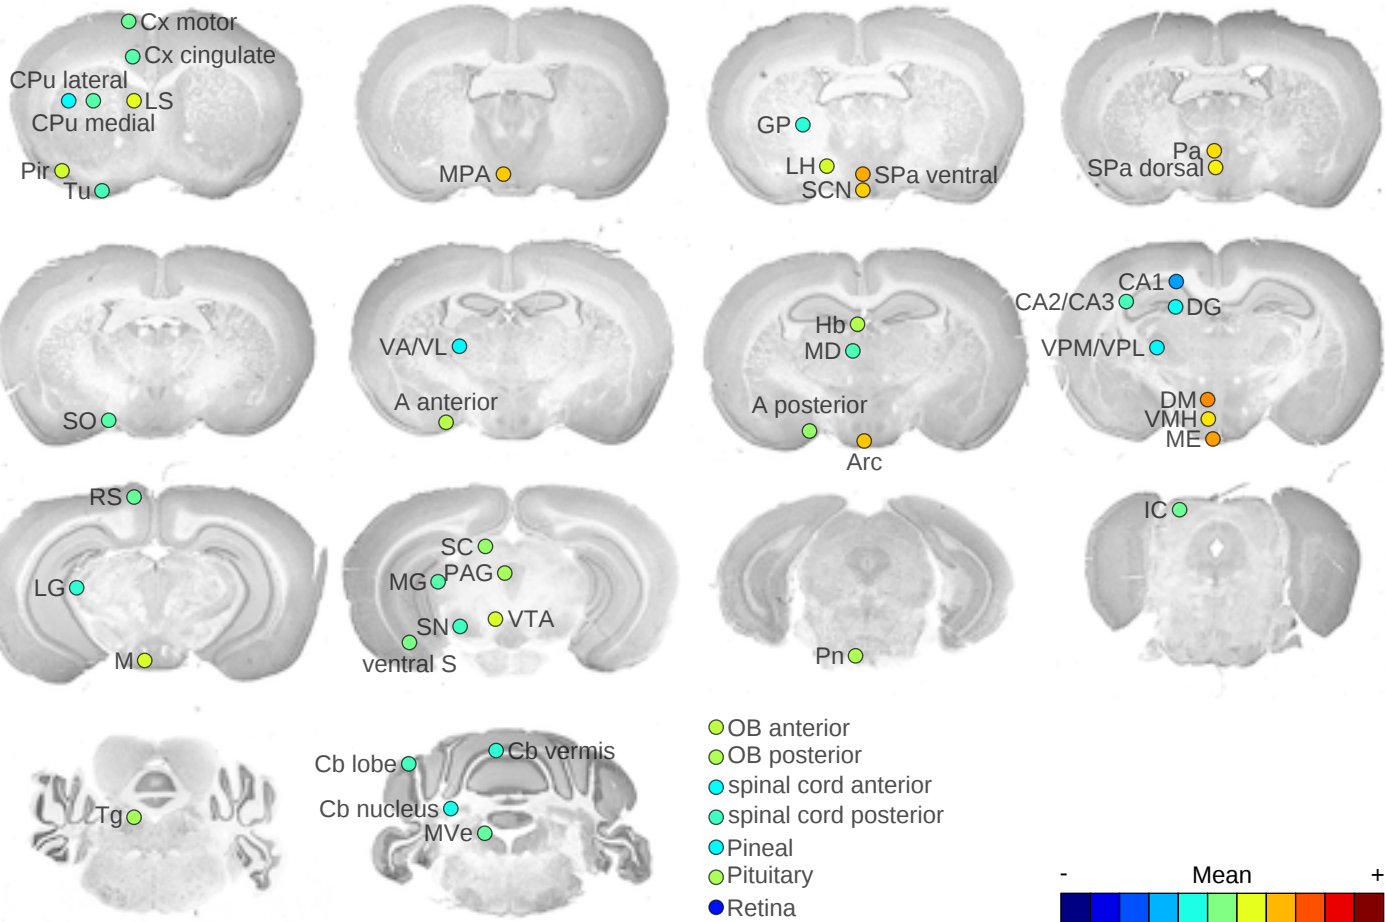 Cx motor
Cx cingulate
CPu lateral
LS
CPu medial
Pir
Tu
MPA
GP
LH
SPa ventral
SCN
Pa
SPa dorsal
SO
VA/VL
A anterior
Hb
MD
A posterior
Arc
CA1
CA2/CA3
DG
VPM/VPL
DM
VMH
ME
RS
LG
M
SC
MG
PAG
SN
VTA
ventral S
Pn
IC
Tg
Cb lobe
Cb vermis
Cb nucleus
MVe
OB anterior
OB posterior
spinal cord anterior
spinal cord posterior
Pineal
Pituitary
Retina
- Mean +